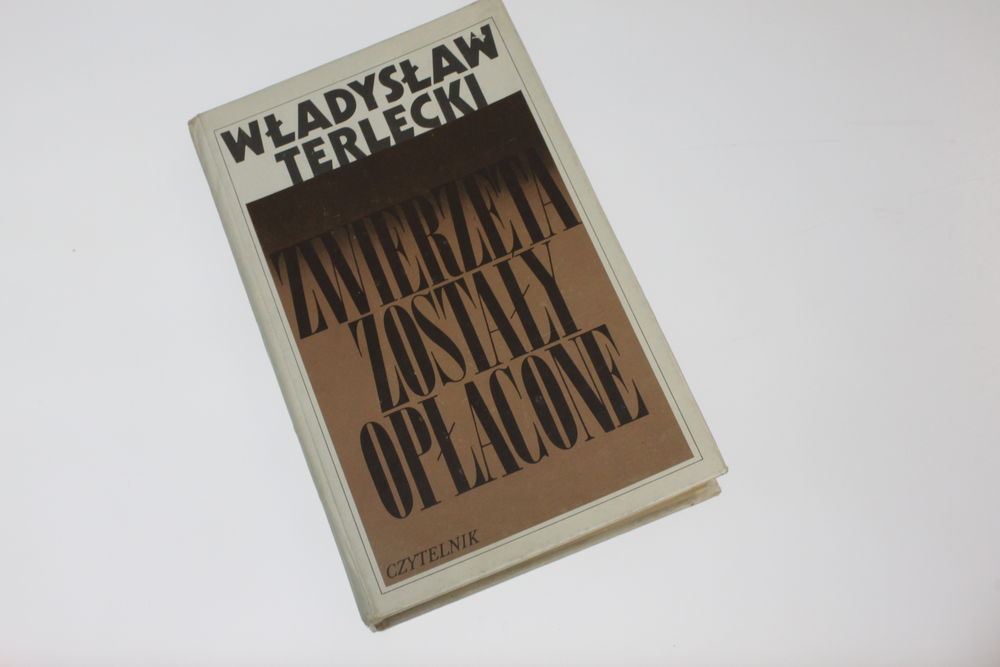 WŁADYSŁAW
TERLECKI
ZWIERZĘTA
ZOSTAŁY
OPŁACONE
CZYTELNIK